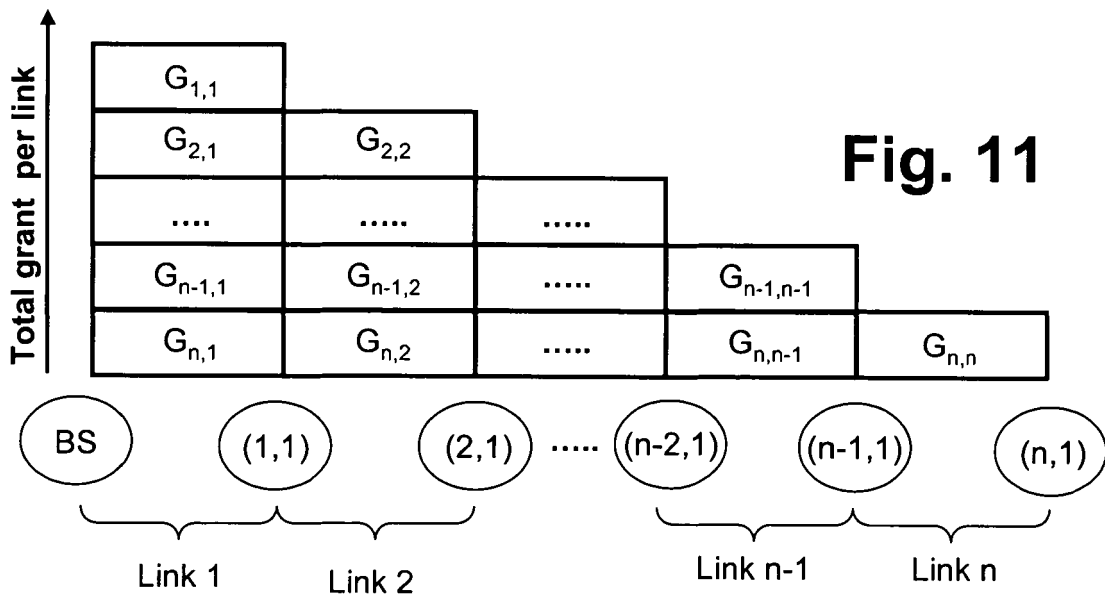 Total grant per link
Fig. 11
G1,1
G2,1 G2,2
.... ..... .....
Gn-1,1 Gn-1,2 ..... Gn-1,n-1
Gn,1 Gn,2 ..... Gn,n-1 Gn,n
BS (1,1) (2,1) ..... (n-2,1) (n-1,1) (n,1)
Link 1 Link 2 Link n-1 Link n